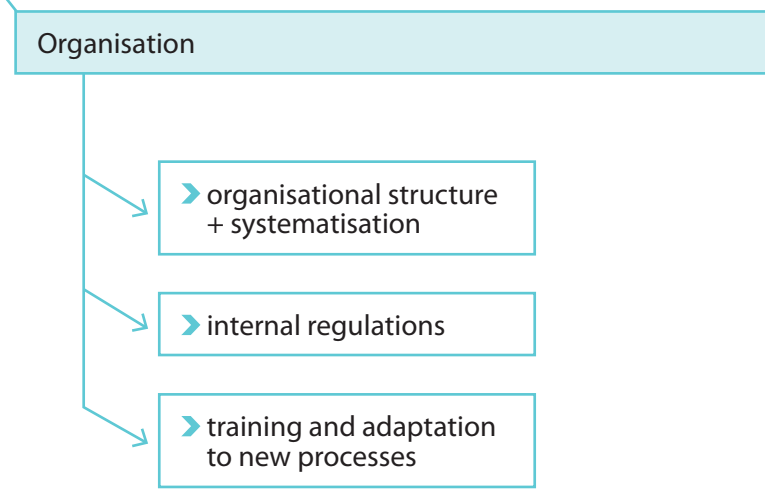 Organisation
organisational structure
+ systematisation
internal regulations
training and adaptation
to new processes